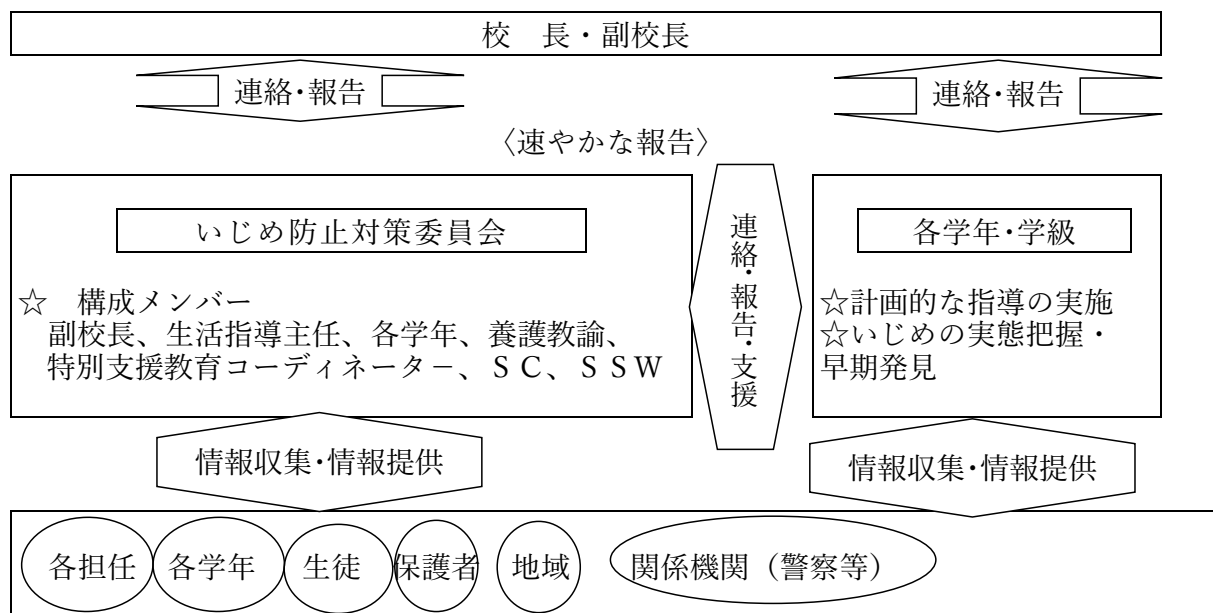 校　長・副校長
連絡・報告
連絡・報告
〈速やかな報告〉
いじめ防止対策委員会
☆　構成メンバー
副校長、生活指導主任、各学年、養護教諭、
特別支援教育コーディネータ－、ＳＣ、ＳＳＷ
連絡・報告・支援
各学年・学級
☆計画的な指導の実施
☆いじめの実態把握・
早期発見
情報収集・情報提供
情報収集・情報提供
各担任
各学年
生徒
保護者
地域
関係機関（警察等）